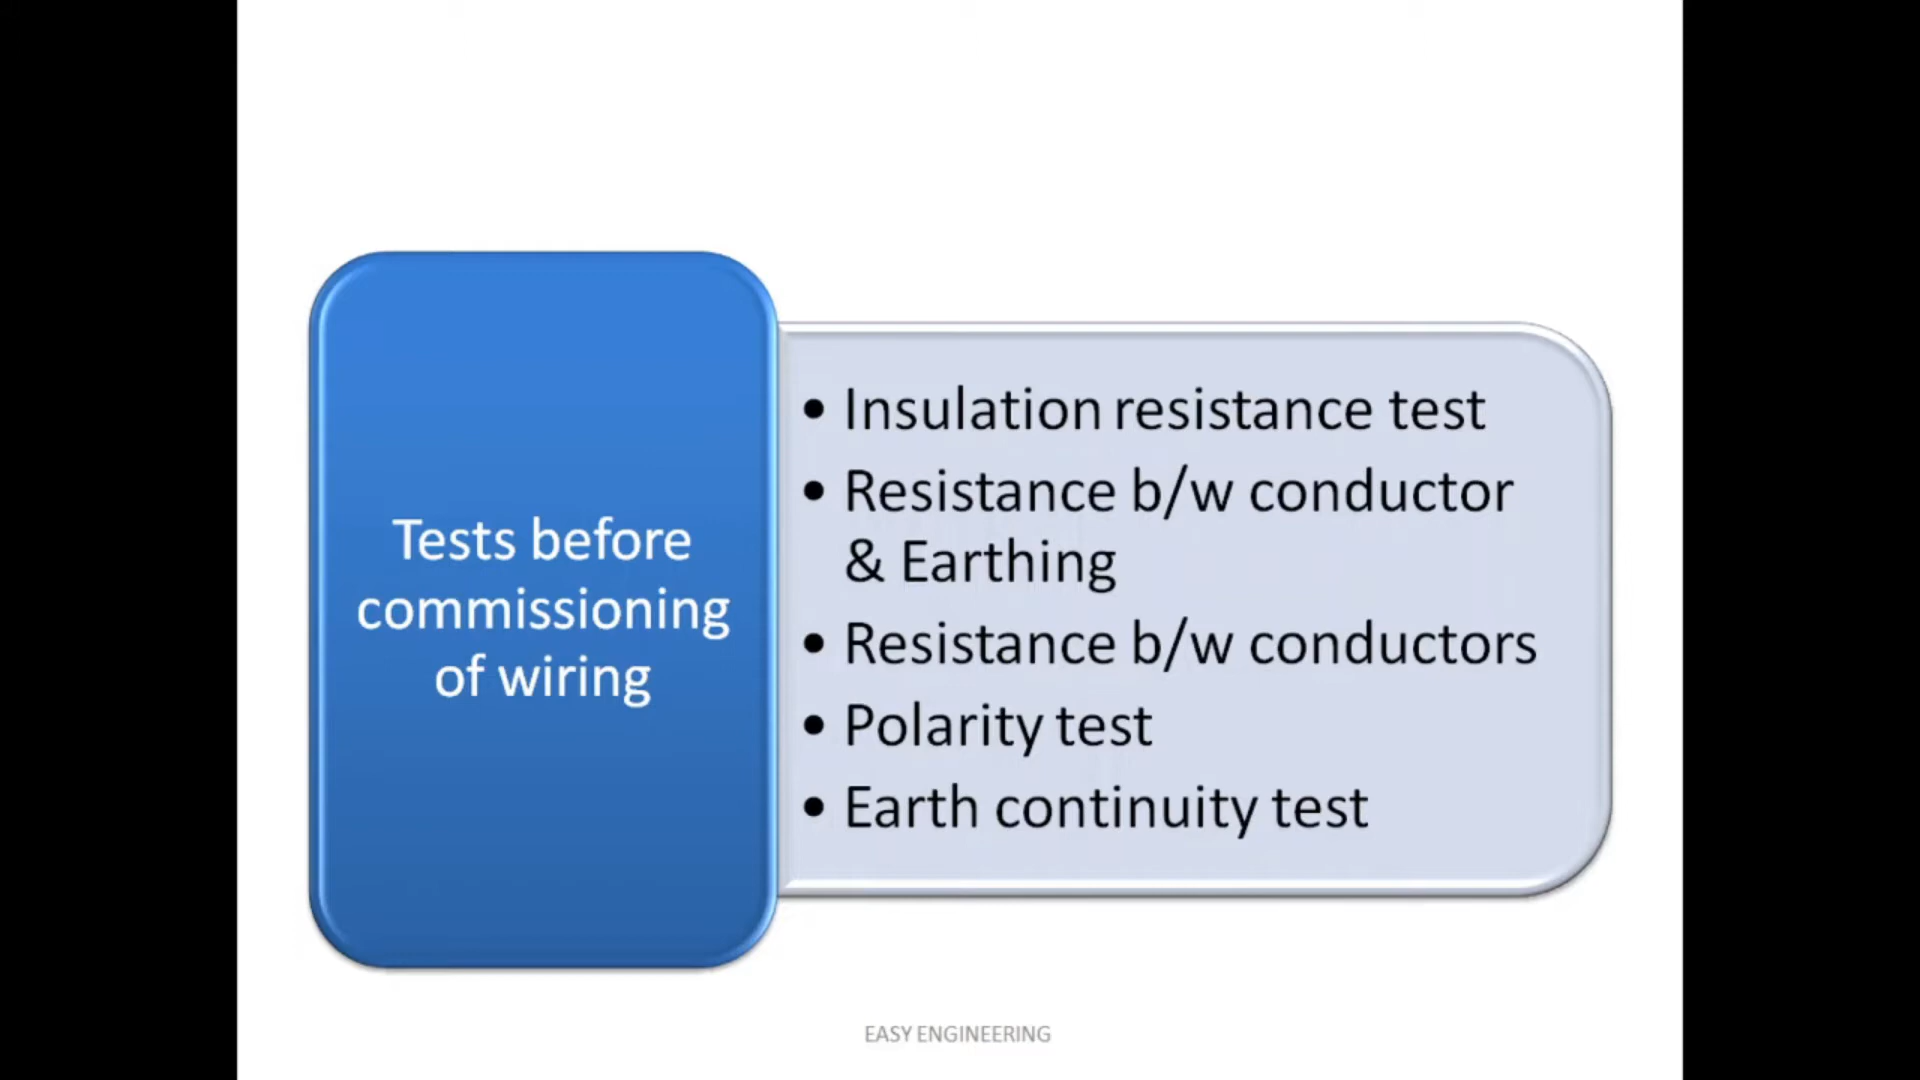 Tests before
commissioning
of wiring
• Insulation resistance test
• Resistance b/w conductor
& Earthing
• Resistance b/w conductors
• Polarity test
• Earth continuity test
EASY ENGINEERING